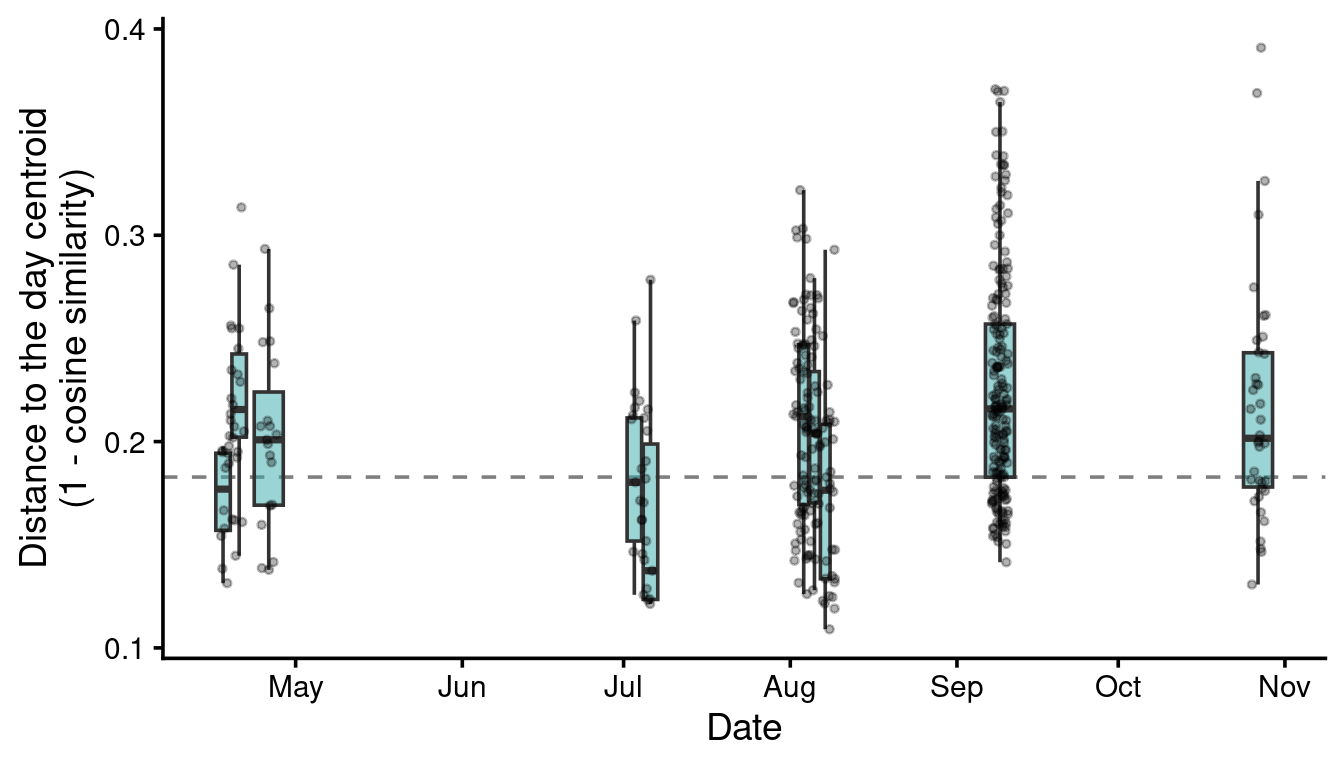 Distance to the day centroid
(1 - cosine similarity)
0.4
0.3
0.2
0.1
May Jun Jul Aug Sep Oct Nov
Date